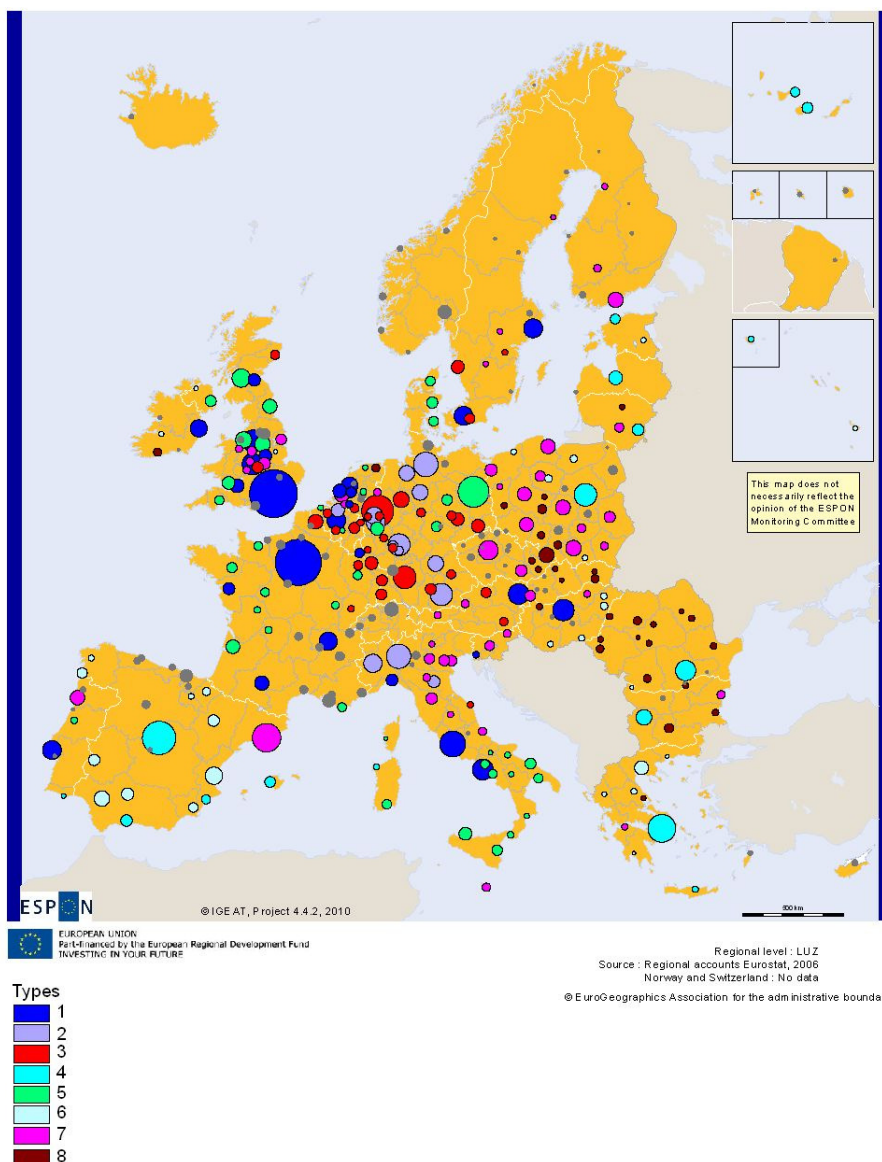 This map does not
necessarily reflect the
opinion of the ESPON
Monitoring Committee
500 km
ESPON
© IGEAT, Project 4.4.2, 2010
EUROPEAN UNION
Part-financed by the European Regional Development Fund
INVESTING IN YOUR FUTURE
Regional level : LUZ
Source : Regional accounts Eurostat, 2006
Norway and Switzerland : No data
© EuroGeographics Association for the administrative bounda
Types
1
2
3
4
5
6
7
8